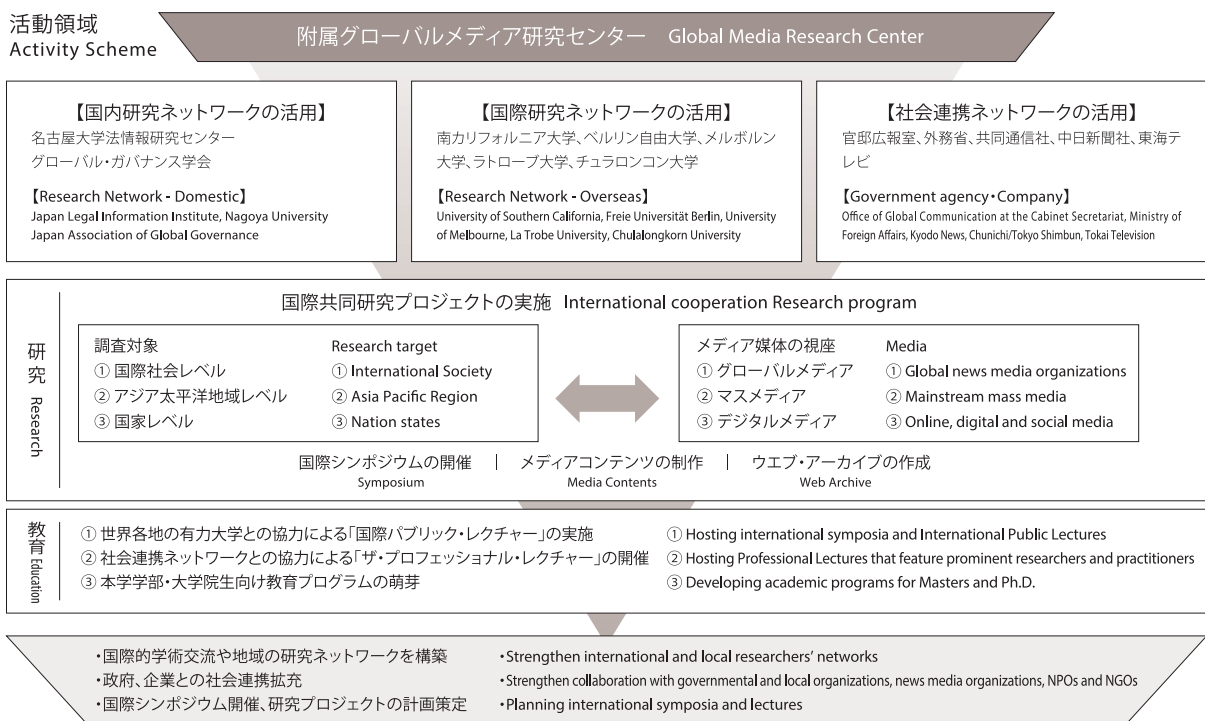 活動領域
Activity Scheme
附属グローバルメディア研究センター Global Media Research Center
【国内研究ネットワークの活用】
名古屋大学法情報研究センター
グローバル・ガバナンス学会
【Research Network - Domestic】
Japan Legal Information Institute, Nagoya University
Japan Association of Global Governance
【国際研究ネットワークの活用】
南カリフォルニア大学、ベルリン自由大学、メルボルン
大学、ラトローブ大学、チュラロンコン大学
【Research Network - Overseas】
University of Southern California, Freie Universität Berlin, University
of Melbourne, La Trobe University, Chulalongkorn University
【社会連携ネットワークの活用】
官邸広報室、外務省、共同通信社、中日新聞社、東海テ
レビ
【Government agency・Company】
Office of Global Communication at the Cabinet Secretariat, Ministry of
Foreign Affairs, Kyodo News, Chunichi/Tokyo Shimbun, Tokai Television
研究 Research
国際共同研究プロジェクトの実施 International cooperation Research program
調査対象
① 国際社会レベル
② アジア太平洋地域レベル
③ 国家レベル
Research target
① International Society
② Asia Pacific Region
③ Nation states
メディア媒体の視座
① グローバルメディア
② マスメディア
③ デジタルメディア
Media
① Global news media organizations
② Mainstream mass media
③ Online, digital and social media
国際シンポジウムの開催
Symposium
メディアコンテンツの制作
Media Contents
ウエブ・アーカイブの作成
Web Archive
教育 Education
① 世界各地の有力大学との協力による「国際パブリック・レクチャー」の実施
② 社会連携ネットワークとの協力による「ザ・プロフェッショナル・レクチャー」の開催
③ 本学学部・大学院生向け教育プログラムの萌芽
① Hosting international symposia and International Public Lectures
② Hosting Professional Lectures that feature prominent researchers and practitioners
③ Developing academic programs for Masters and Ph.D.
・国際的学術交流や地域の研究ネットワークを構築
・政府、企業との社会連携拡充
・国際シンポジウム開催、研究プロジェクトの計画策定
・Strengthen international and local researchers' networks
・Strengthen collaboration with governmental and local organizations, news media organizations, NPOs and NGOs
・Planning international symposia and lectures